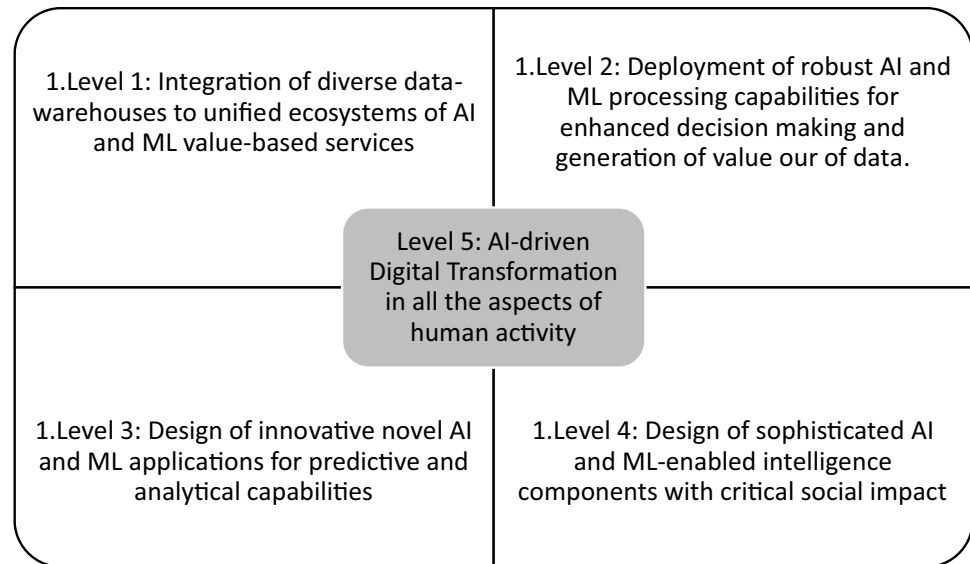 1.Level 1: Integration of diverse data-
warehouses to unified ecosystems of AI
and ML value-based services
1.Level 2: Deployment of robust AI and
ML processing capabilities for
enhanced decision making and
generation of value our of data.
Level 5: AI-driven
Digital Transformation
in all the aspects of
human activity
1.Level 3: Design of innovative novel AI
and ML applications for predictive and
analytical capabilities
1.Level 4: Design of sophisticated AI
and ML-enabled intelligence
components with critical social impact